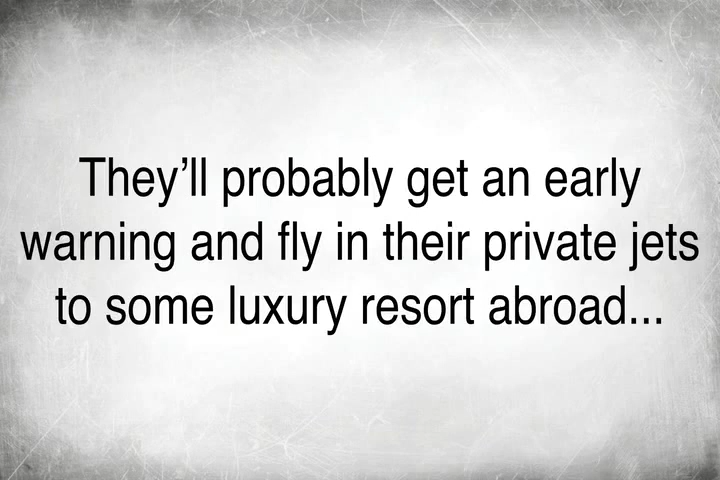 They’ll probably get an early
warning and fly in their private jets
to some luxury resort abroad...